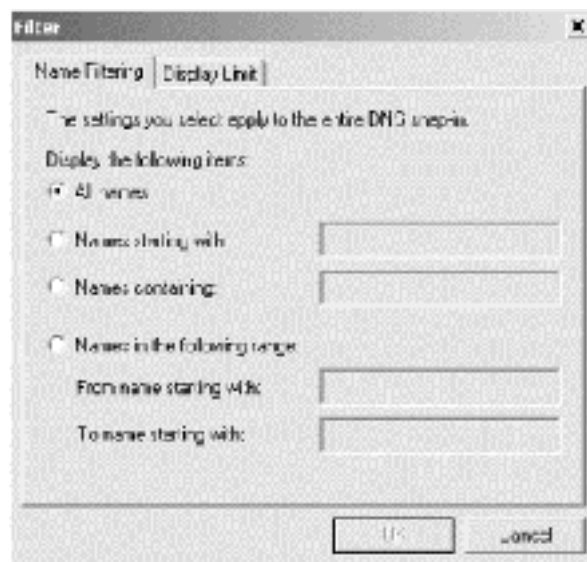 Filter
Name Filtering Display Limit
The settings you select apply to the entire DNS snap-in.
Display the following items:
All names
Names starting with:
Names containing:
Names in the following range:
From name starting with:
To name starting with:
OK Cancel